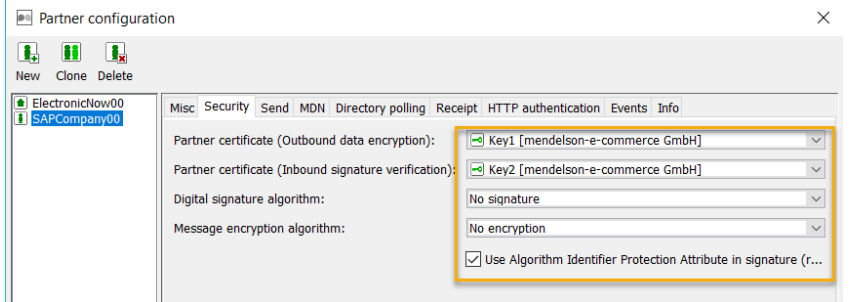 Partner configuration
New Clone Delete
ElectronicNow00
SAPCompany00
Misc Security Send MDN Directory polling Receipt HTTP authentication Events Info
Partner certificate (Outbound data encryption): Key1 [mendelson-e-commerce GmbH]
Partner certificate (Inbound signature verification): Key2 [mendelson-e-commerce GmbH]
Digital signature algorithm: No signature
Message encryption algorithm: No encryption
Use Algorithm Identifier Protection Attribute in signature (r...